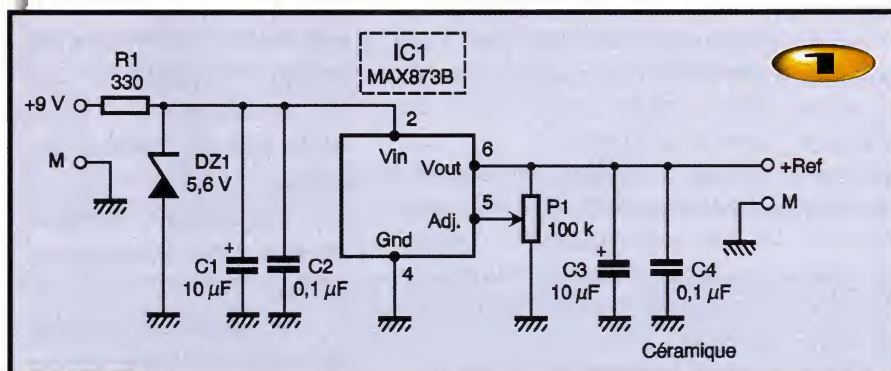 IC1
MAX873B
1
R1
330
+9 V
M
DZ1
5,6 V
C1
+
10 µF
C2
0,1 µF
2
Vin
Vout
6
5
Adj.
Gnd
4
P1
100 k
+
C3
10 µF
C4
0,1 µF
+Ref
M
Céramique